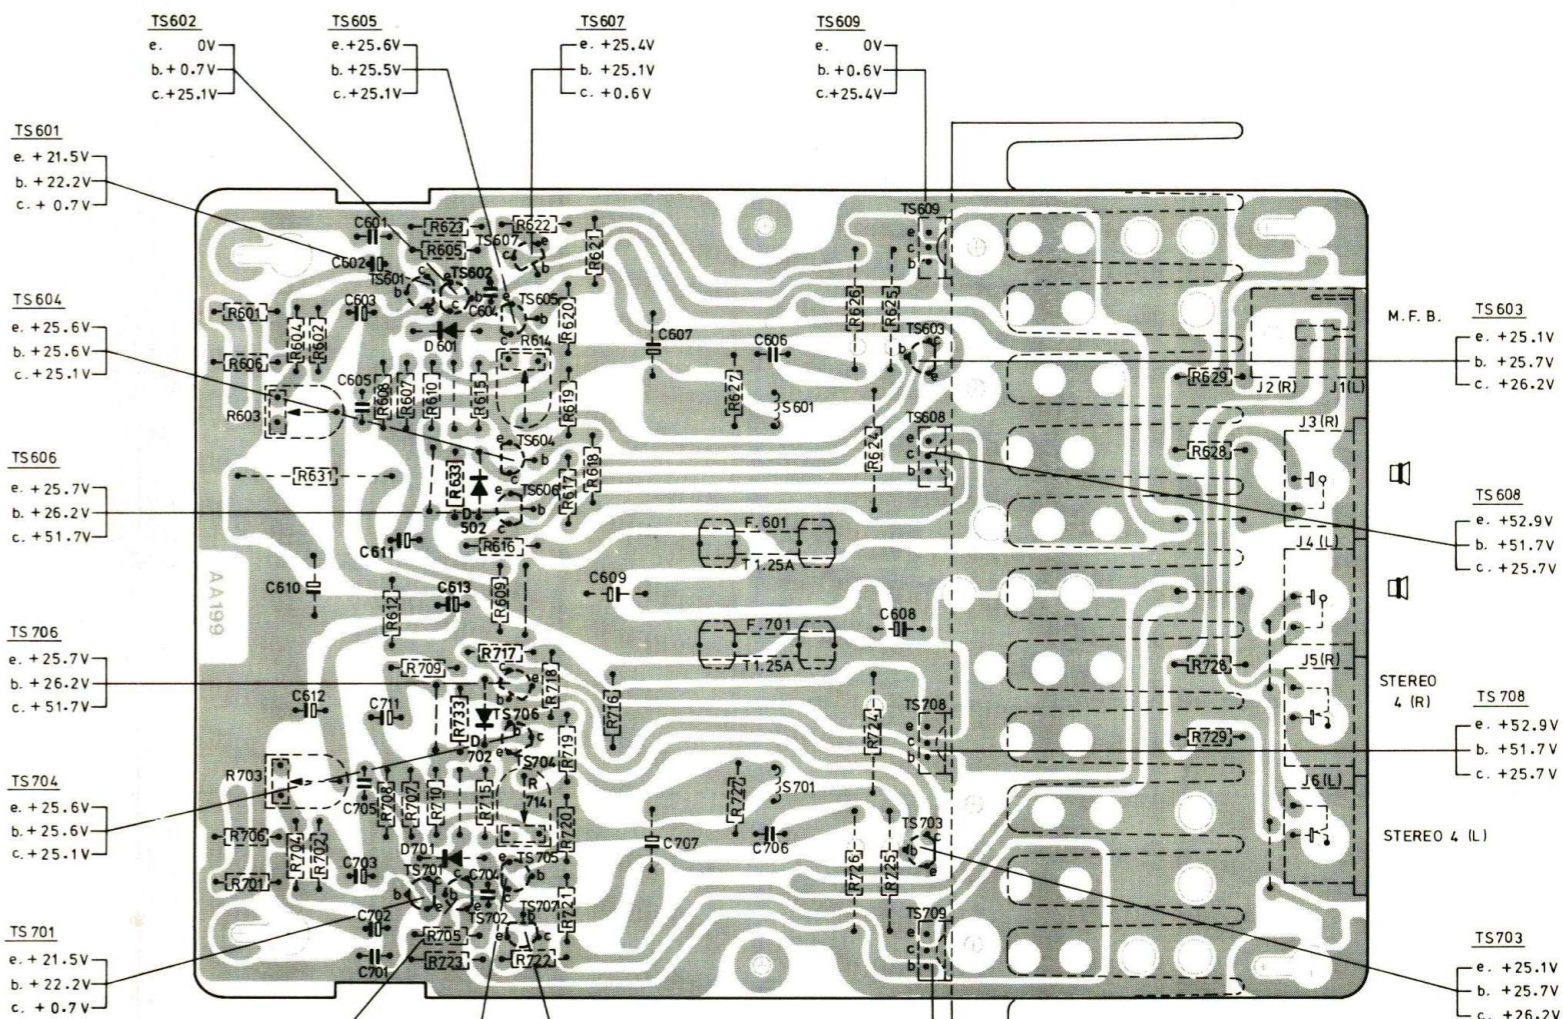 TS602
e. 0V
b. + 0.7V
c. +25.1V
TS605
e. +25.6V
b. +25.5V
c. +25.1V
TS607
e. +25.4V
b. +25.1V
c. +0.6V
TS609
e. 0V
b. +0.6V
c. +25.4V
TS601
e. + 21.5V
b. + 22.2V
c. + 0.7V
TS604
e. +25.6V
b. +25.6V
c. +25.1V
TS606
e. +25.7V
b. +26.2V
c. +51.7V
TS706
e. +25.7V
b. +26.2V
c. +51.7V
TS704
e. +25.6V
b. +25.6V
c. +25.1V
TS701
e. +21.5V
b. + 22.2V
c. + 0.7V
C601
R623
R622
TS609
C602
R605
TS607
e
c
b
R621
e
c
b
TS601
TS602
c
e
b
b
c
e
C604
e
TS605
b
c
R601
R604
R602
C603
D601
R614
R620
C607
C606
R626
R625
TS603
b
c
e
R606
C605
R608
R607
R610
R615
R619
R627
S601
R603
R631
R633
D
502
e
TS604
b
c
TS606
e
b
c
R617
R618
R624
TS608
e
c
b
R629
R628
M.F.B.
J2(R)
J1(L)
J3(R)
J4(L)
J5(R)
J6(L)
STEREO
4 (R)
STEREO 4 (L)
C611
R616
F.601
T1.25A
AA199
C610
C613
R609
C609
R612
C608
F.701
T1.25A
R717
R709
c
b
e
R718
R716
C612
C711
R733
D
702
TS706
b
c
e
TS704
R719
R724
TS708
e
c
b
R728
R729
R703
C705
R708
R707
R710
R715
R
714
R720
R727
S701
C706
C707
R706
R704
R702
D701
C703
R701
TS701
b
c
e
C704
b
c
e
TS702
e
TS705
b
c
TS707
b
e
c
R721
R726
R725
TS703
b
c
e
C702
R705
C701
R723
R722
TS709
e
c
b
TS603
e. +25.1V
b. +25.7V
c. +26.2V
TS608
e. +52.9V
b. +51.7V
c. +25.7V
TS708
e. +52.9V
b. +51.7V
c. +25.7V
TS703
e. +25.1V
b. +25.7V
c. +26.2V